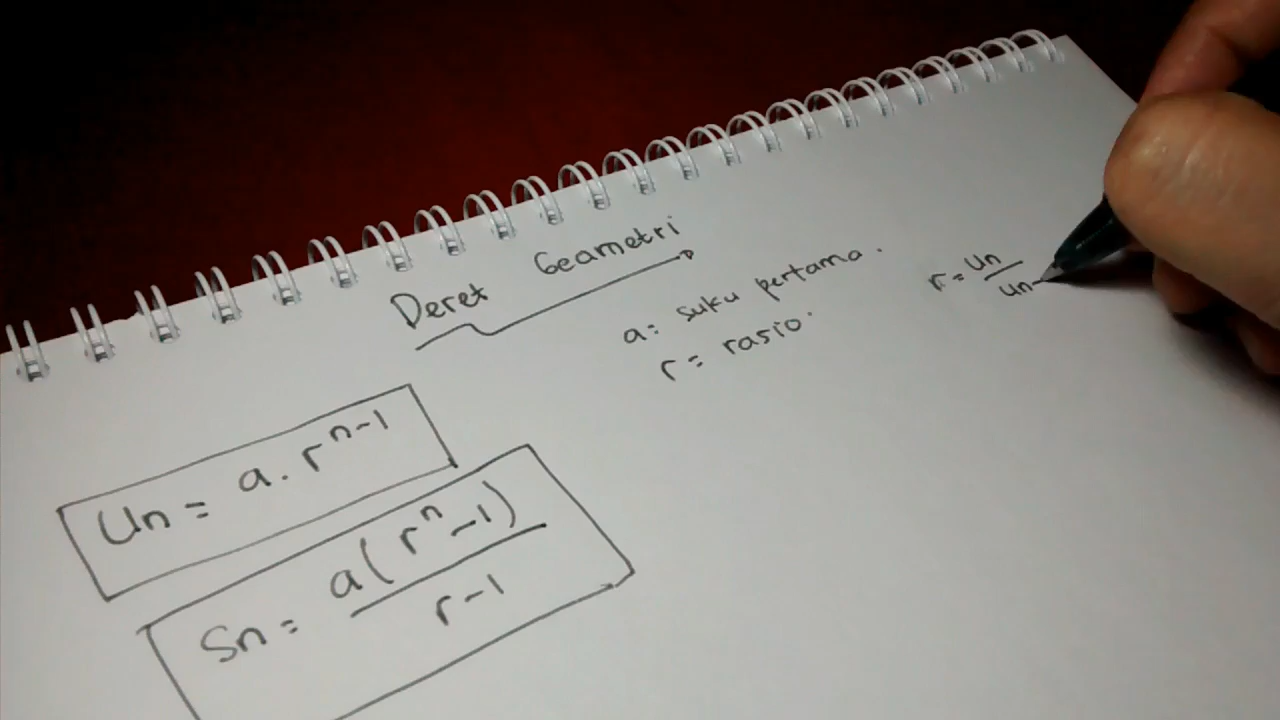 Deret Geametri
a = suku pertama.
r = rasio.
r = Un / Un-
Un = a . r^n-1
Sn = a(r^n-1) / r-1